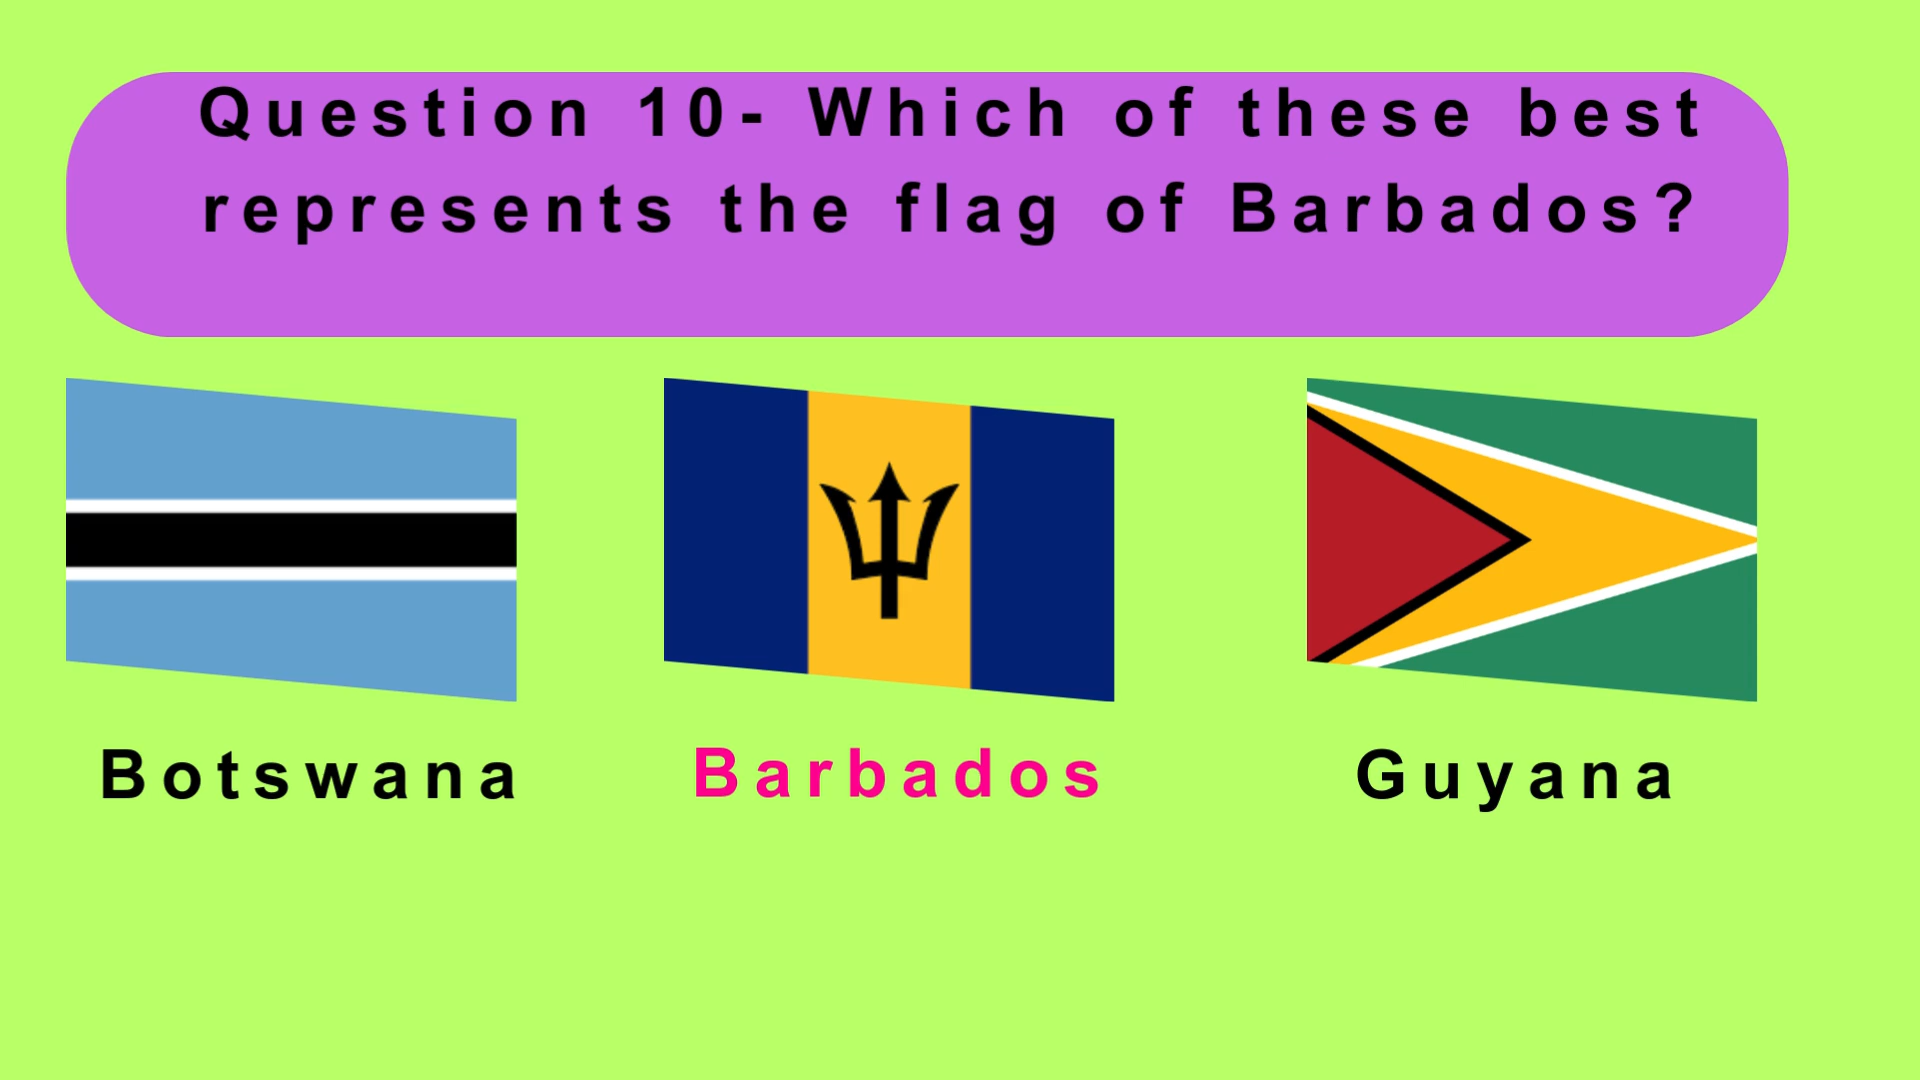 Question 10- Which of these best
represents the flag of Barbados?
Botswana
Barbados
Guyana